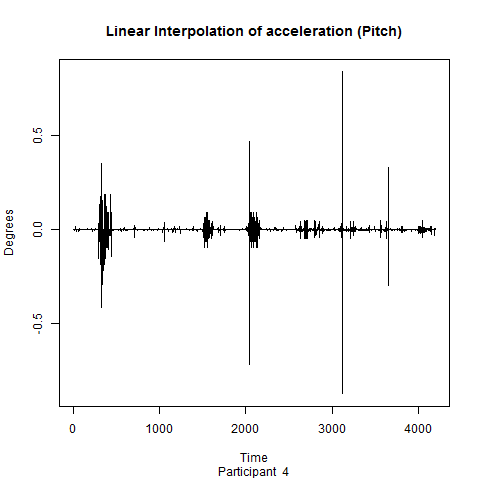 Linear Interpolation of acceleration (Pitch)
0.5
0.0
-0.5
Degrees
0 1000 2000 3000 4000
Time
Participant 4